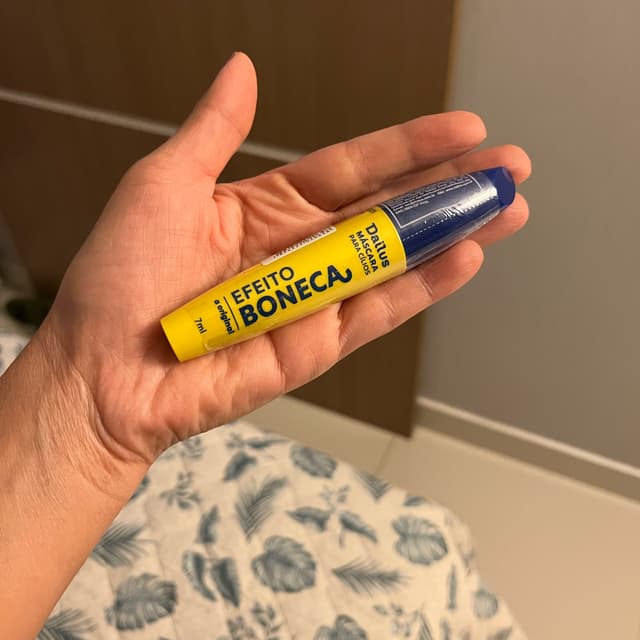 Dailus
MÁSCARA
PARA CÍLIOS
EFEITO
BONECA
o original
7ml